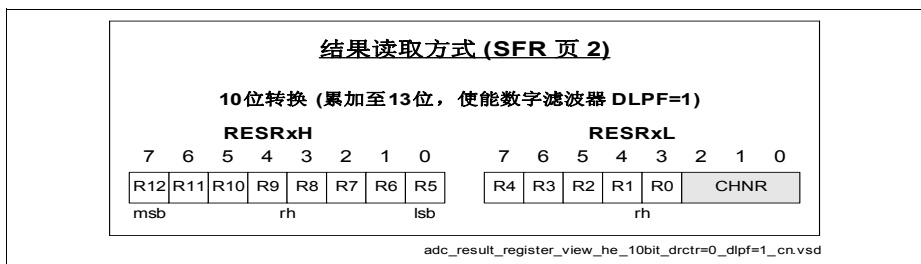 结果读取方式 (SFR 页 2)
10位转换 (累加至13位，使能数字滤波器 DLPF=1)
RESRxH RESRxL
7 6 5 4 3 2 1 0 7 6 5 4 3 2 1 0
R12 R11 R10 R9 R8 R7 R6 R5 R4 R3 R2 R1 R0 CHNR
msb rh lsb rh
adc_result_register_view_he_10bit_drctr=0_dlpf=1_cn.vsd